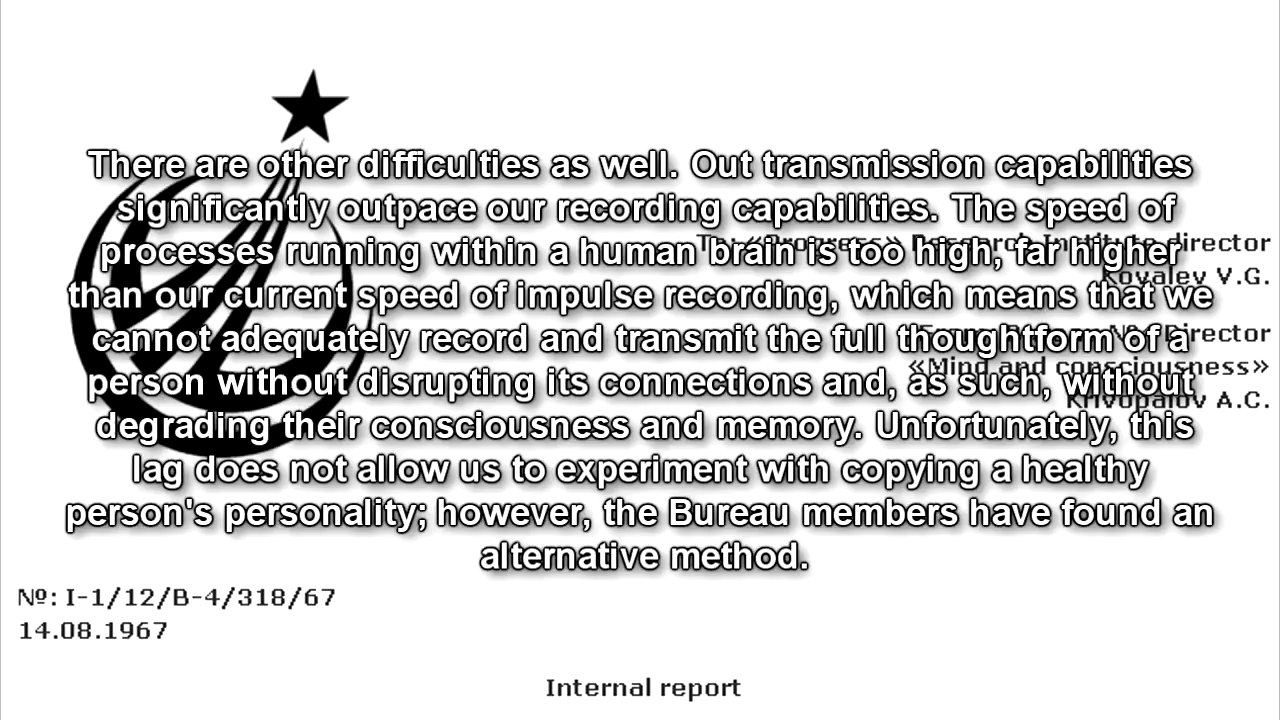 There are other difficulties as well. Out transmission capabilities
significantly outpace our recording capabilities. The speed of
processes running within a human brain is too high, far higher
than our current speed of impulse recording, which means that we
cannot adequately record and transmit the full thoughtform of a
person without disrupting its connections and, as such, without
degrading their consciousness and memory. Unfortunately, this
lag does not allow us to experiment with copying a healthy
person's personality; however, the Bureau members have found an
alternative method.
The «Progress» Research Institute director
Kovalev V.G.
Director
«Mind and consciousness»
Krivopalov A.C.
Nº: I-1/12/B-4/318/67
14.08.1967
Internal report